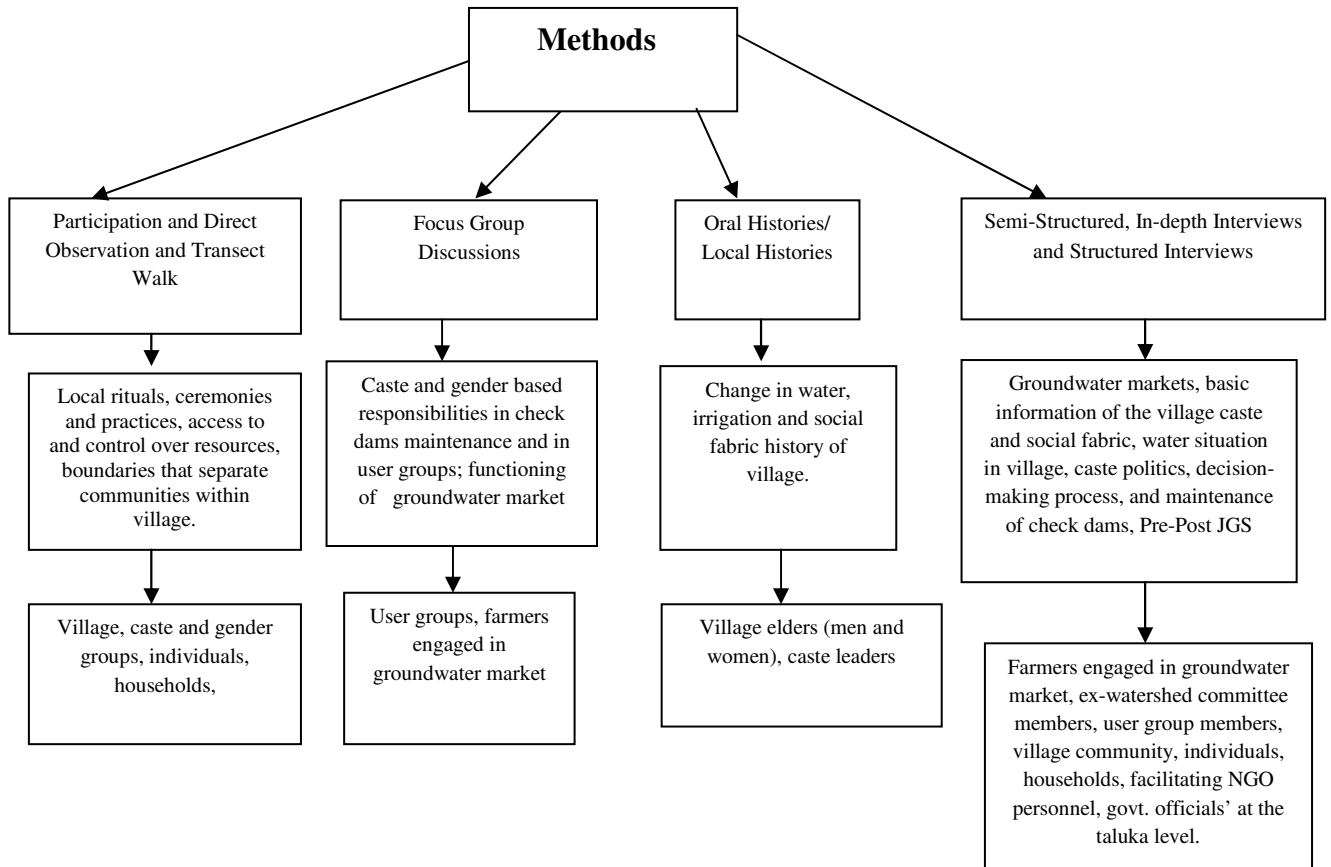 Methods
Participation and Direct
Observation and Transect
Walk
Focus Group
Discussions
Oral Histories/
Local Histories
Semi-Structured, In-depth Interviews
and Structured Interviews
Local rituals, ceremonies
and practices, access to
and control over resources,
boundaries that separate
communities within
village.
Caste and gender based
responsibilities in check
dams maintenance and in
user groups; functioning
of groundwater market
Change in water,
irrigation and social
fabric history of
village.
Groundwater markets, basic
information of the village caste
and social fabric, water situation
in village, caste politics, decision-
making process, and maintenance
of check dams, Pre-Post JGS
Village, caste and gender
groups, individuals,
households,
User groups, farmers
engaged in
groundwater market
Village elders (men and
women), caste leaders
Farmers engaged in groundwater
market, ex-watershed committee
members, user group members,
village community, individuals,
households, facilitating NGO
personnel, govt. officials’ at the
taluka level.